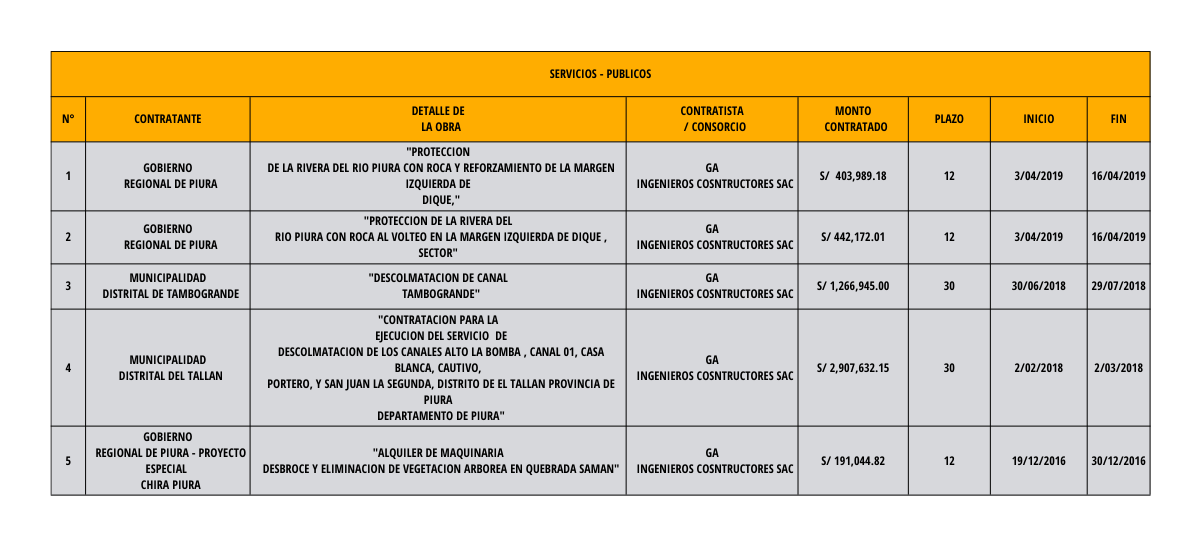 SERVICIOS - PUBLICOS
N° CONTRATANTE DETALLE DE LA OBRA CONTRATISTA / CONSORCIO MONTO CONTRATADO PLAZO INICIO FIN
1
GOBIERNO
REGIONAL DE PIURA
"PROTECCION
DE LA RIVERA DEL RIO PIURA CON ROCA Y REFORZAMIENTO DE LA MARGEN
IZQUIERDA DE
DIQUE,"
GA
INGENIEROS COSNTRUCTORES SAC
S/ 403,989.18
12
3/04/2019
16/04/2019
2
GOBIERNO
REGIONAL DE PIURA
"PROTECCION DE LA RIVERA DEL
RIO PIURA CON ROCA AL VOLTEO EN LA MARGEN IZQUIERDA DE DIQUE ,
SECTOR"
GA
INGENIEROS COSNTRUCTORES SAC
S/ 442,172.01
12
3/04/2019
16/04/2019
3
MUNICIPALIDAD
DISTRITAL DE TAMBOGRANDE
"DESCOLMATACION DE CANAL
TAMBOGRANDE"
GA
INGENIEROS COSNTRUCTORES SAC
S/ 1,266,945.00
30
30/06/2018
29/07/2018
4
MUNICIPALIDAD
DISTRITAL DEL TALLAN
"CONTRATACION PARA LA
EJECUCION DEL SERVICIO DE
DESCOLMATACION DE LOS CANALES ALTO LA BOMBA , CANAL 01, CASA
BLANCA, CAUTIVO,
PORTERO, Y SAN JUAN LA SEGUNDA, DISTRITO DE EL TALLAN PROVINCIA DE
PIURA
DEPARTAMENTO DE PIURA"
GA
INGENIEROS COSNTRUCTORES SAC
S/ 2,907,632.15
30
2/02/2018
2/03/2018
5
GOBIERNO
REGIONAL DE PIURA - PROYECTO
ESPECIAL
CHIRA PIURA
"ALQUILER DE MAQUINARIA
DESBROCE Y ELIMINACION DE VEGETACION ARBOREA EN QUEBRADA SAMAN"
GA
INGENIEROS COSNTRUCTORES SAC
S/ 191,044.82
12
19/12/2016
30/12/2016